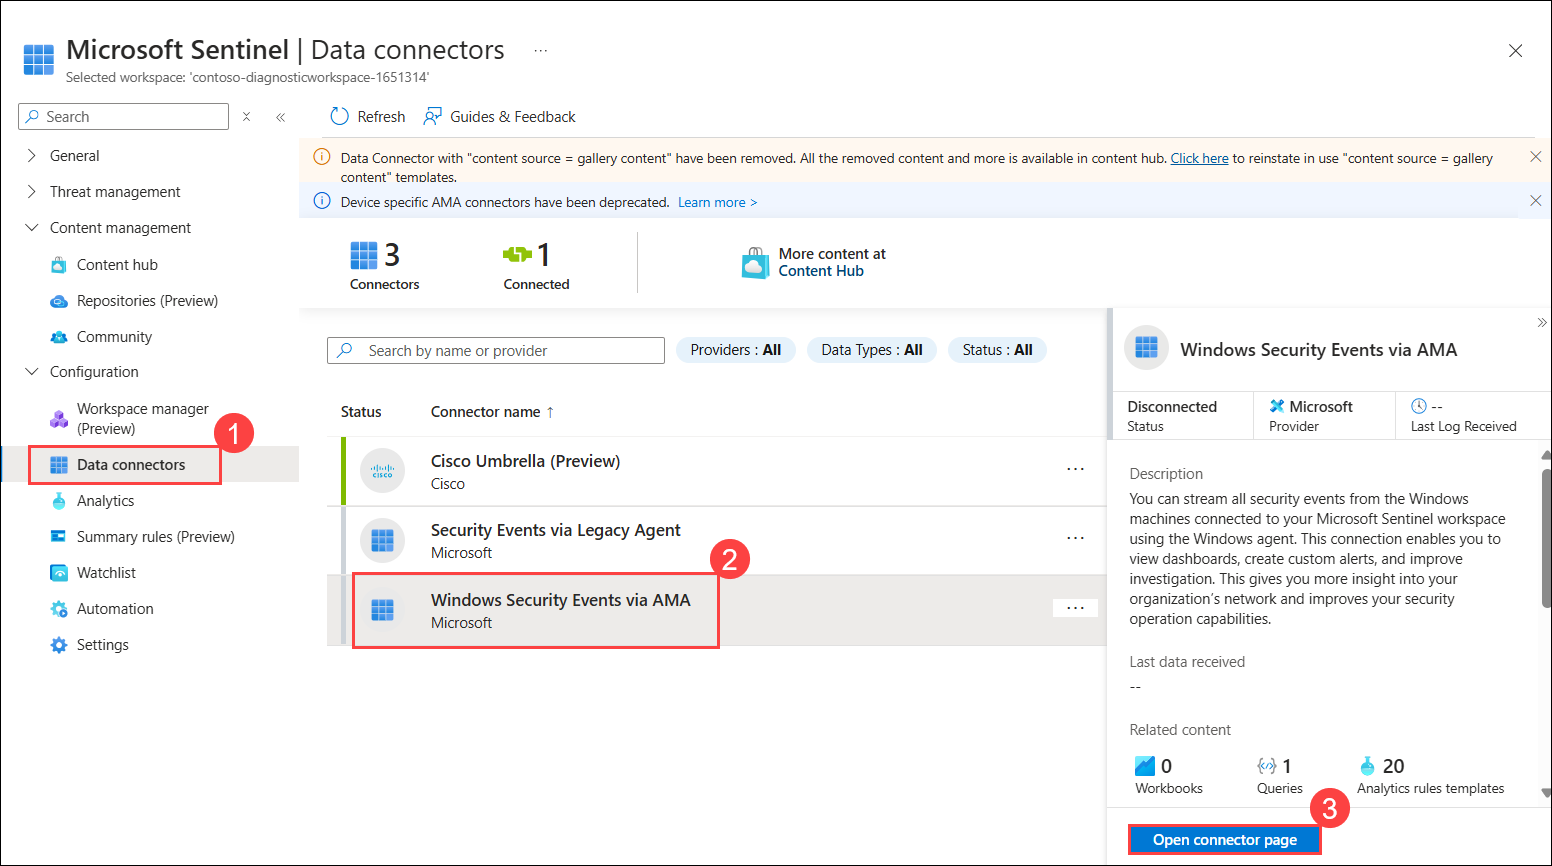 Microsoft Sentinel | Data connectors ...
Selected workspace: 'contoso-diagnosticworkspace-1651314'
Search
Refresh
Guides & Feedback
General
Threat management
Content management
Content hub
Repositories (Preview)
Community
Configuration
Workspace manager
(Preview)
1
Data connectors
Analytics
Summary rules (Preview)
Watchlist
Automation
Settings
Data Connector with "content source = gallery content" have been removed. All the removed content and more is available in content hub. Click here to reinstate in use "content source = gallery
content" templates.
Device specific AMA connectors have been deprecated. Learn more >
3
Connectors
1
Connected
More content at
Content Hub
Search by name or provider
Providers : All
Data Types : All
Status : All
Status
Connector name ↑
Cisco Umbrella (Preview)
Cisco
CISCO
...
Security Events via Legacy Agent
Microsoft
...
2
Windows Security Events via AMA
Microsoft
...
Windows Security Events via AMA
Disconnected
Status
Microsoft
Provider
--
Last Log Received
Description
You can stream all security events from the Windows
machines connected to your Microsoft Sentinel workspace
using the Windows agent. This connection enables you to
view dashboards, create custom alerts, and improve
investigation. This gives you more insight into your
organization's network and improves your security
operation capabilities.
Last data received
--
Related content
0
Workbooks
1
Queries
20
Analytics rules templates
3
Open connector page